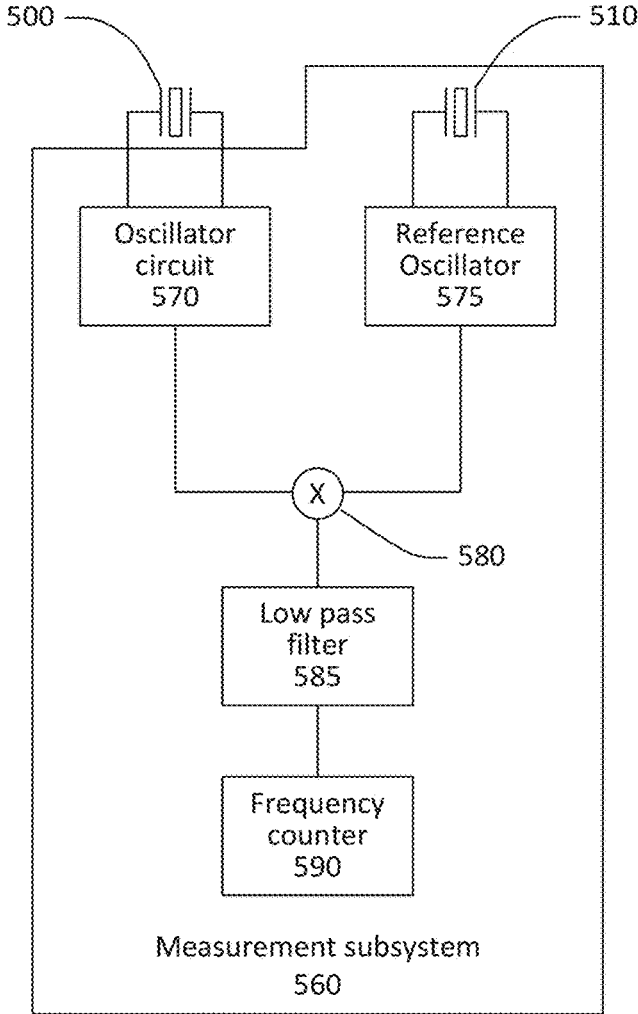 500
510
Oscillator
circuit
570
Reference
Oscillator
575
X
580
Low pass
filter
585
Frequency
counter
590
Measurement subsystem
560